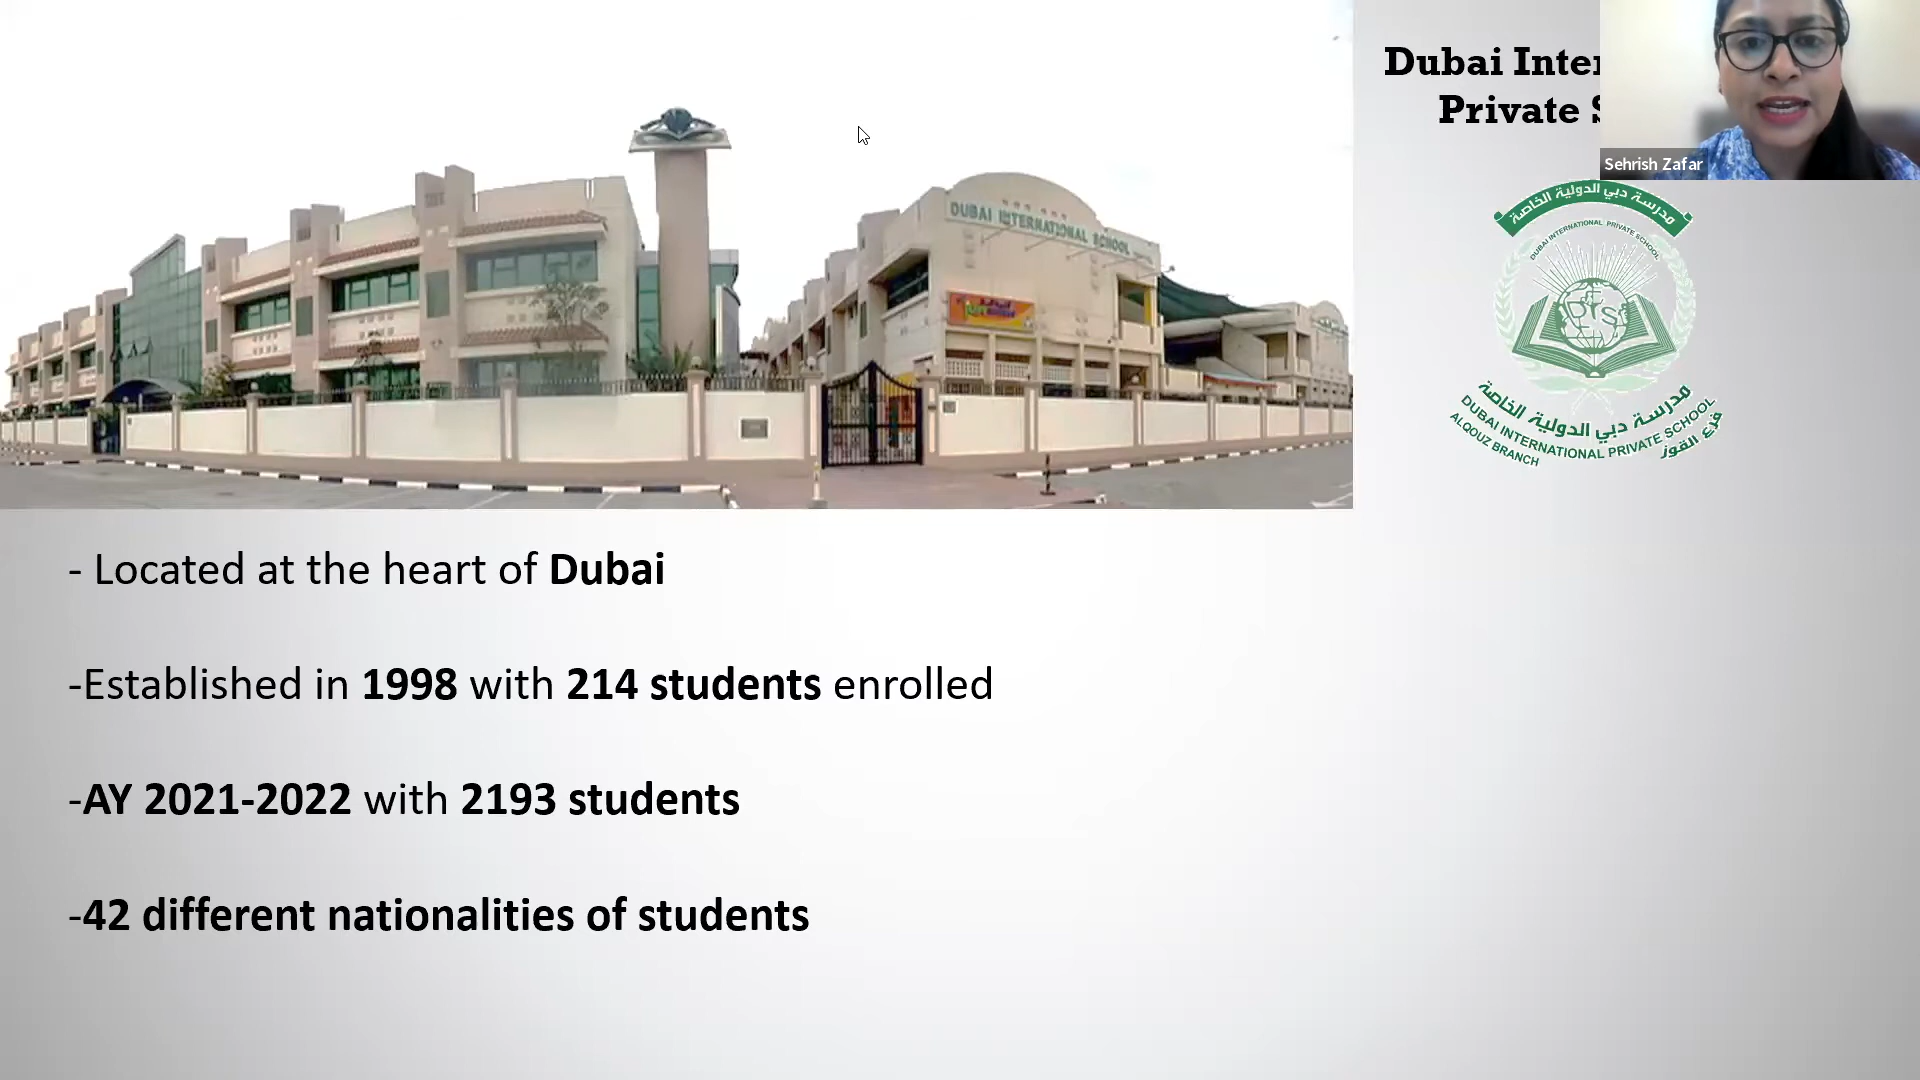 Dubai Inter
Private S
Sehrish Zafar
DUBAI INTERNATIONAL SCHOOL
مدرسة دبي الدولية الخاصة
DUBAI INTERNATIONAL PRIVATE SCHOOL
DIS
مدرسة دبي الدولية الخاصة
DUBAI INTERNATIONAL PRIVATE SCHOOL
ALQOUZ BRANCH
فرع القوز
- Located at the heart of Dubai
-Established in 1998 with 214 students enrolled
-AY 2021-2022 with 2193 students
-42 different nationalities of students